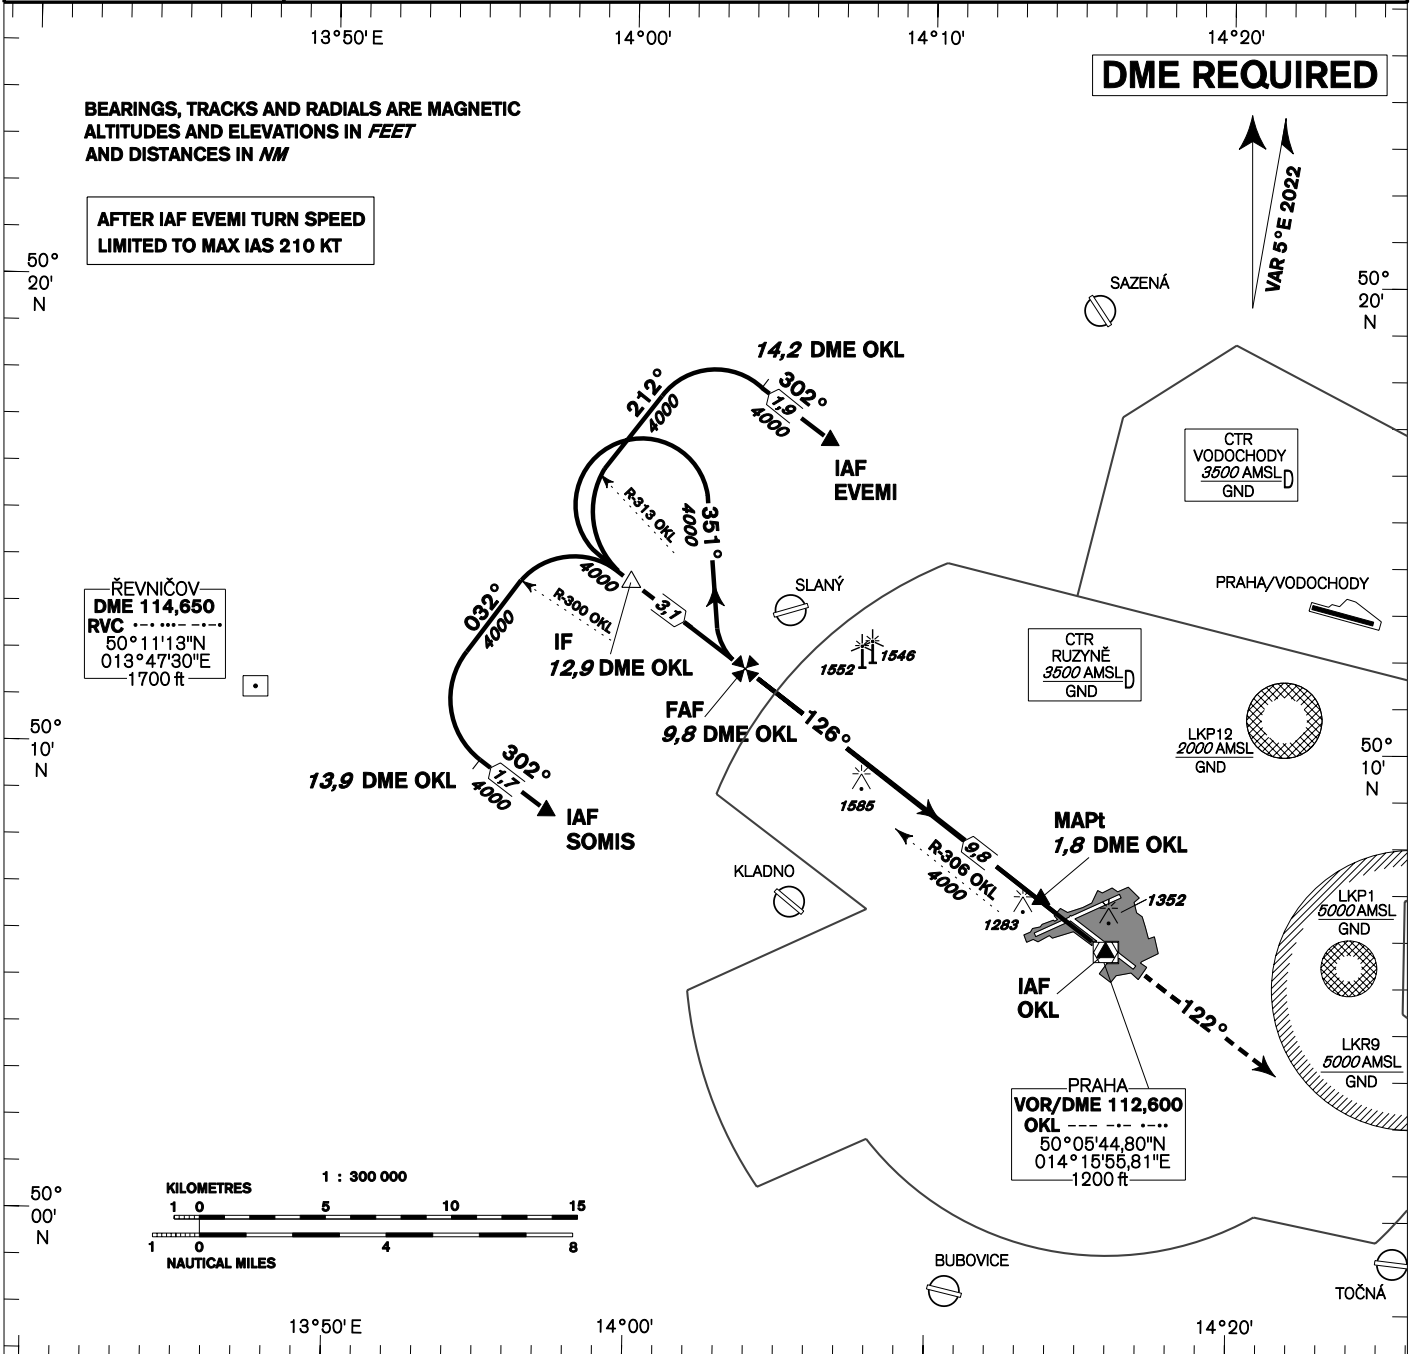 13°50' E
14°00'
14°10'
14°20'
DME REQUIRED
BEARINGS, TRACKS AND RADIALS ARE MAGNETIC
ALTITUDES AND ELEVATIONS IN FEET
AND DISTANCES IN NM
AFTER IAF EVEMI TURN SPEED
LIMITED TO MAX IAS 210 KT
VAR 5°E 2022
50°
20'
N
50°
20'
N
SAZENÁ
14,2 DME OKL
302°
1,9
4000
212°
4000
IAF
EVEMI
CTR
VODOCHODY
3500 AMSL D
GND
R-313 OKL
351°
4000
4000
3,1
SLANÝ
PRAHA/VODOCHODY
ŘEVNIČOV
DME 114,650
RVC
50°11'13"N
013°47'30"E
1700 ft
032°
4000
R-300 OKL
IF
12,9 DME OKL
1552
1546
CTR
RUZYNĚ
3500 AMSL D
GND
FAF
9,8 DME OKL
126°
LKP12
2000 AMSL
GND
50°
10'
N
50°
10'
N
13,9 DME OKL
302°
1,7
4000
IAF
SOMIS
1585
MAPt
1,8 DME OKL
9,8
R-306 OKL
4000
KLADNO
1283
1352
LKP1
5000 AMSL
GND
IAF
OKL
122°
LKR9
5000 AMSL
GND
PRAHA
VOR/DME 112,600
OKL
50°05'44,80"N
014°15'55,81"E
1200 ft
1 : 300 000
KILOMETRES
1 0 5 10 15
1 0 4 8
NAUTICAL MILES
50°
00'
N
BUBOVICE
TOČNÁ
13°50' E
14°00'
14°20'